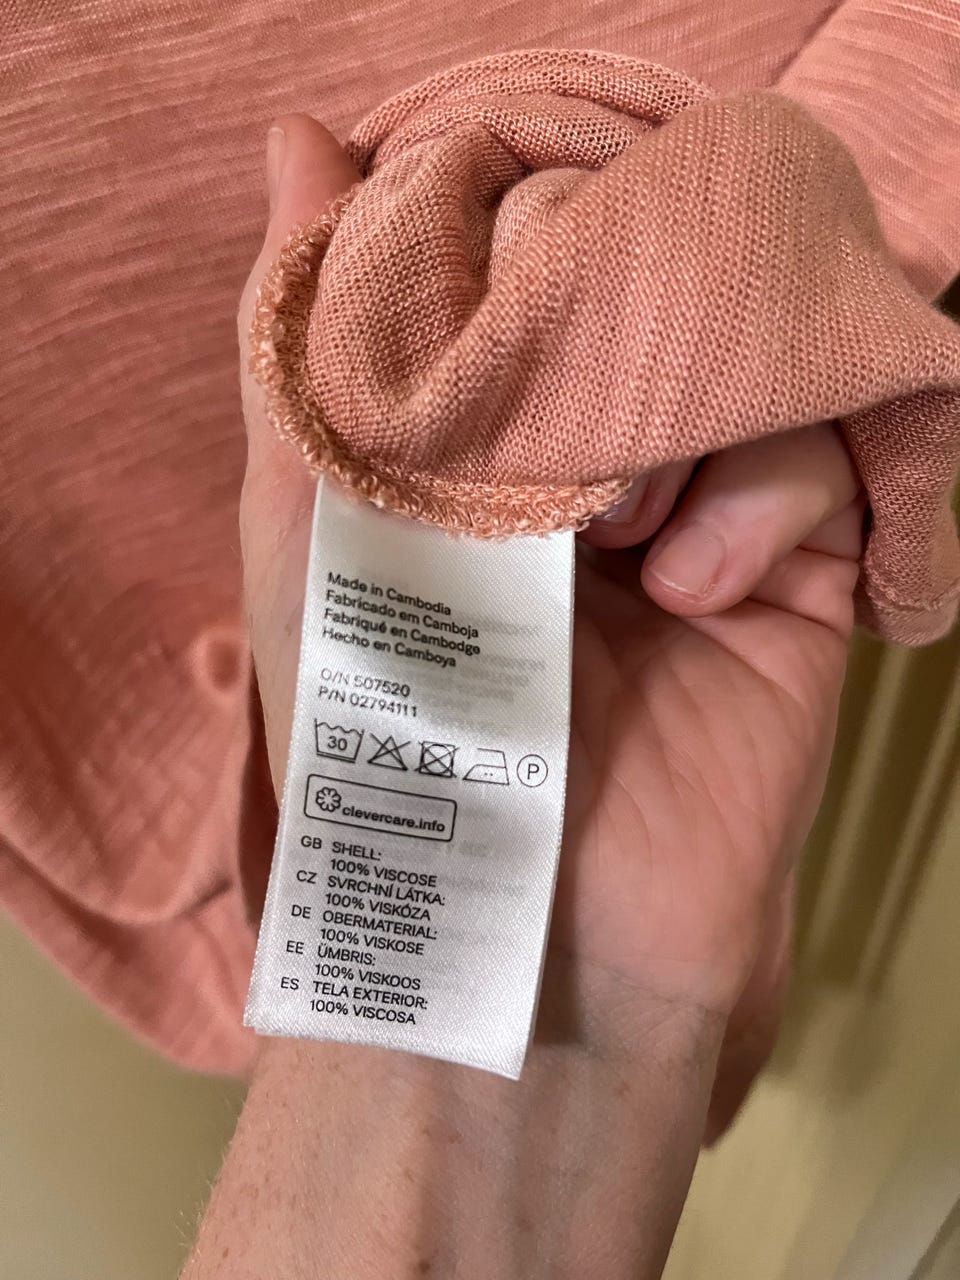 Made in Cambodia
Fabricado em Camboja
Fabriqué en Cambodge
Hecho en Camboya
O/N 507520
P/N 02794111
30 P
clevercare.info
GB SHELL:
100% VISCOSE
CZ SVRCHNÍ LÁTKA:
100% VISKÓZA
DE OBERMATERIAL:
100% VISKOSE
EE ÜMBRIS:
100% VISKOOS
ES TELA EXTERIOR:
100% VISCOSA